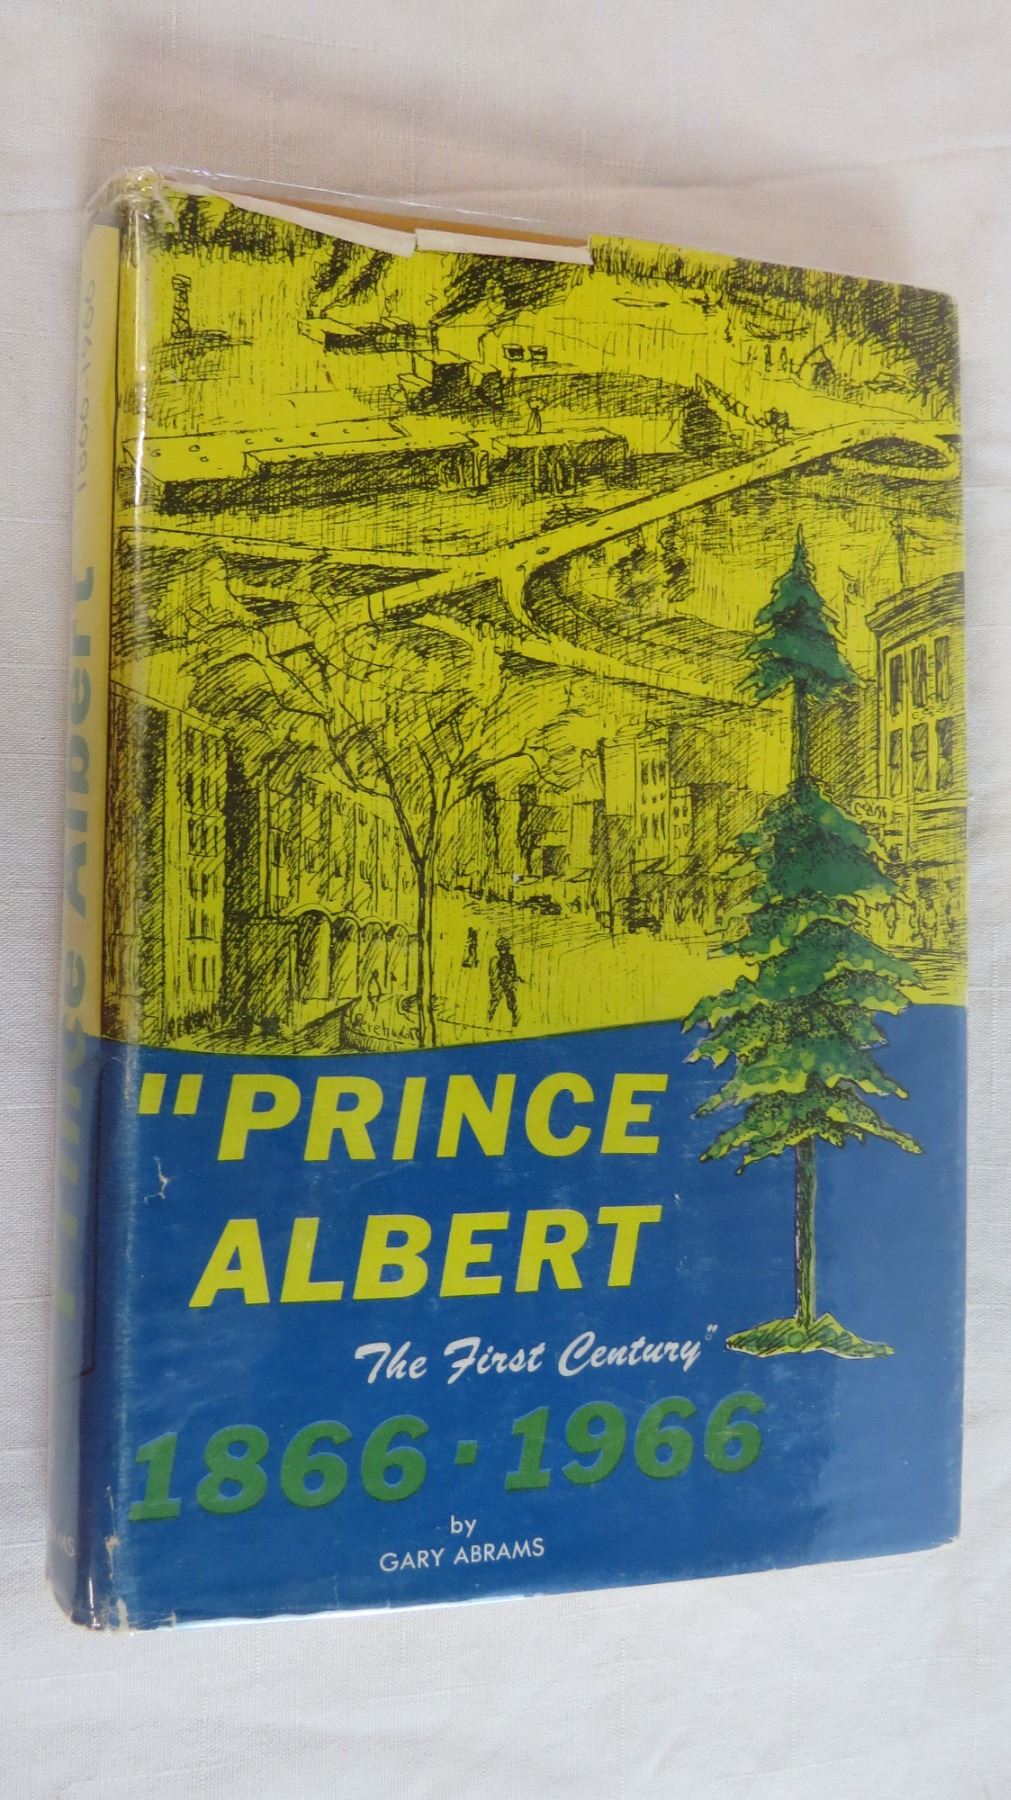 "PRINCE
ALBERT
The First Century"
1866·1966
by
GARY ABRAMS
Prince Albert 1866-1966